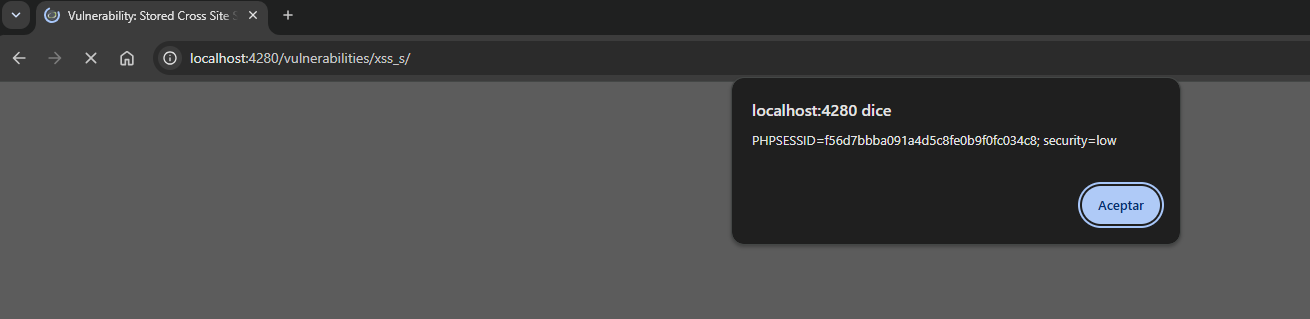 Vulnerability: Stored Cross Site S
localhost:4280/vulnerabilities/xss_s/
localhost:4280 dice
PHPSESSID=f56d7bbba091a4d5c8fe0b9f0fc034c8; security=low
Aceptar